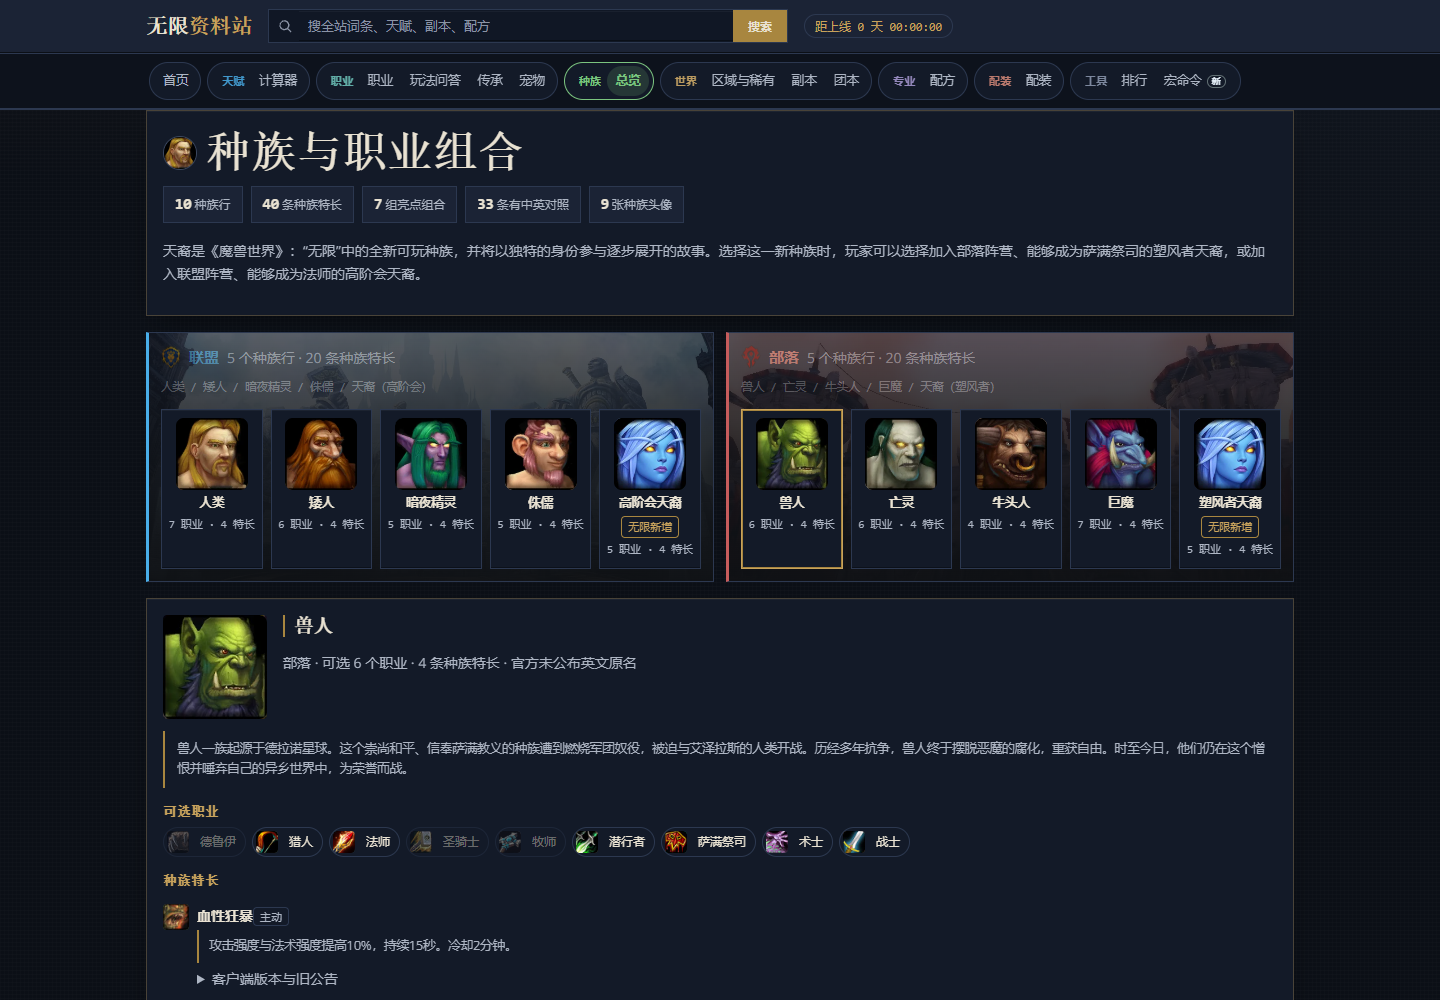 无限资料站
搜全站词条、天赋、副本、配方
搜索
距上线 0 天 00:00:00
首页 天赋 计算器 职业 职业 玩法问答 传承 宠物 种族 总览 世界 区域与稀有 副本 团本 专业 配方 配装 配装 工具 排行 宏命令 新
种族与职业组合
10 种族行 40 条种族特长 7 组亮点组合 33 条有中英对照 9 张种族头像
天裔是《魔兽世界》：“无限”中的全新可玩种族，并将以独特的身份参与逐步展开的故事。选择这一新种族时，玩家可以选择加入部落阵营、能够成为萨满祭司的塑风者天裔，或加
入联盟阵营、能够成为法师的高阶会天裔。
联盟 5 个种族行 · 20 条种族特长
人类 / 矮人 / 暗夜精灵 / 侏儒 / 天裔（高阶会）
人类
7 职业 · 4 特长
矮人
6 职业 · 4 特长
暗夜精灵
5 职业 · 4 特长
侏儒
5 职业 · 4 特长
高阶会天裔
无限新增
5 职业 · 4 特长
部落 5 个种族行 · 20 条种族特长
兽人 / 亡灵 / 牛头人 / 巨魔 / 天裔（塑风者）
兽人
6 职业 · 4 特长
亡灵
6 职业 · 4 特长
牛头人
4 职业 · 4 特长
巨魔
7 职业 · 4 特长
塑风者天裔
无限新增
5 职业 · 4 特长
兽人
部落 · 可选 6 个职业 · 4 条种族特长 · 官方未公布英文原名
兽人一族起源于德拉诺星球。这个崇尚和平、信奉萨满教义的种族遭到燃烧军团奴役，被迫与艾泽拉斯的人类开战。历经多年抗争，兽人终于摆脱恶魔的腐化，重获自由。时至今日，他们仍在这个憎
恨并唾弃自己的异乡世界中，为荣誉而战。
可选职业
德鲁伊 猎人 法师 圣骑士 牧师 潜行者 萨满祭司 术士 战士
种族特长
血性狂暴 主动
攻击强度与法术强度提高10%，持续15秒。冷却2分钟。
▶ 客户端版本与旧公告